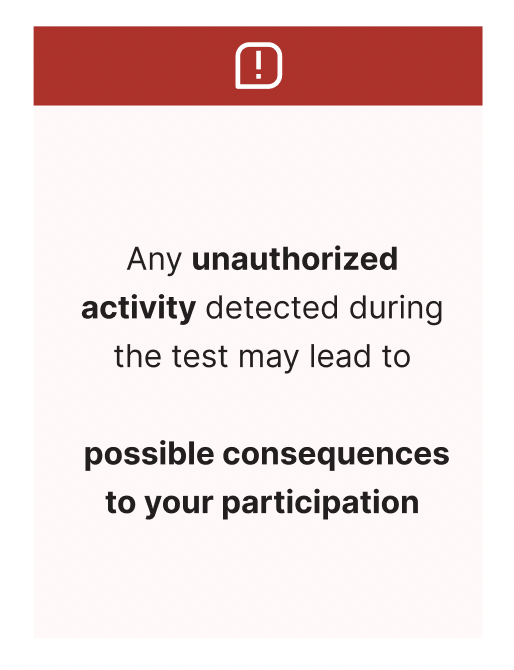 Any unauthorized
activity detected during
the test may lead to
possible consequences
to your participation